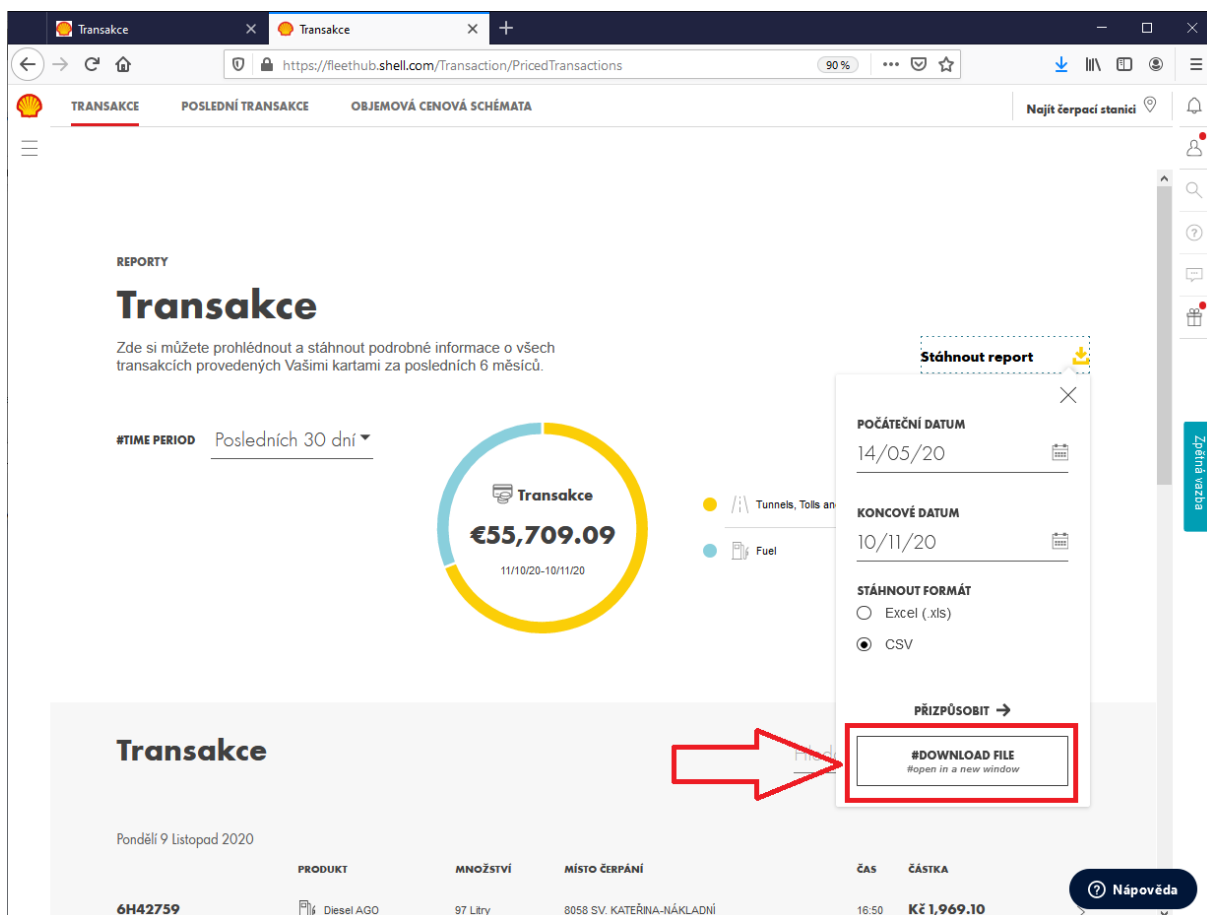 Transakce
Transakce
https://fleethub.shell.com/Transaction/PricedTransactions
90 %
TRANSAKCE
POSLEDNÍ TRANSAKCE
OBJEMOVÁ CENOVÁ SCHÉMATA
Najít čerpací stanici
REPORTY
Transakce
Zde si můžete prohlédnout a stáhnout podrobné informace o všech
transakcích provedených Vašimi kartami za posledních 6 měsíců.
Stáhnout report
#TIME PERIOD
Posledních 30 dní
Transakce
€55,709.09
11/10/20-10/11/20
Tunnels, Tolls
Fuel
POČÁTEČNÍ DATUM
14/05/20
KONCOVÉ DATUM
10/11/20
STÁHNOUT FORMÁT
Excel (.xls)
CSV
PŘIZPŮSOBIT
#DOWNLOAD FILE
#open in a new window
Zpětná vazba
Transakce
Pondělí 9 Listopad 2020
PRODUKT MNOŽSTVÍ MÍSTO ČERPÁNÍ ČAS ČÁSTKA
6H42759 Diesel AGO 97 Litry 8058 SV. KATEŘINA-NÁKLADNÍ 16:50 Kč 1,969.10
Nápověda